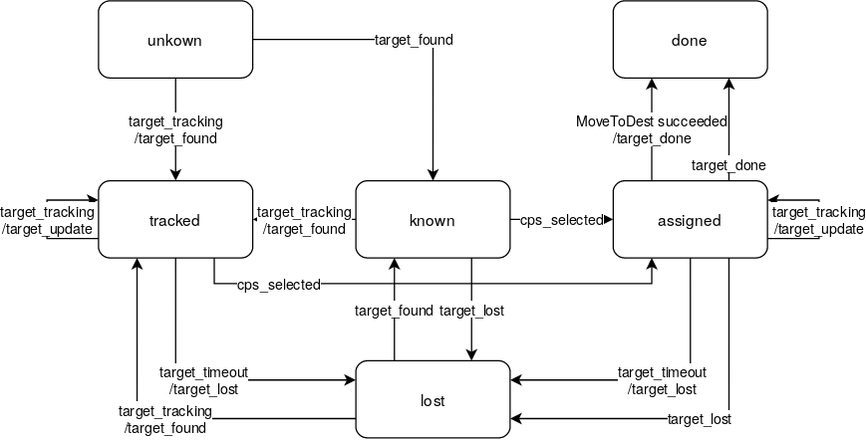 unkown
target_found
done
target_tracking
/target_found
MoveToDest succeeded
/target_done
target_done
target_tracking
/target_update
tracked
target_tracking
/target_found
known
cps_selected
assigned
target_tracking
/target_update
cps_selected
target_found
target_lost
target_timeout
/target_lost
target_timeout
/target_lost
lost
target_tracking
/target_found
target_lost